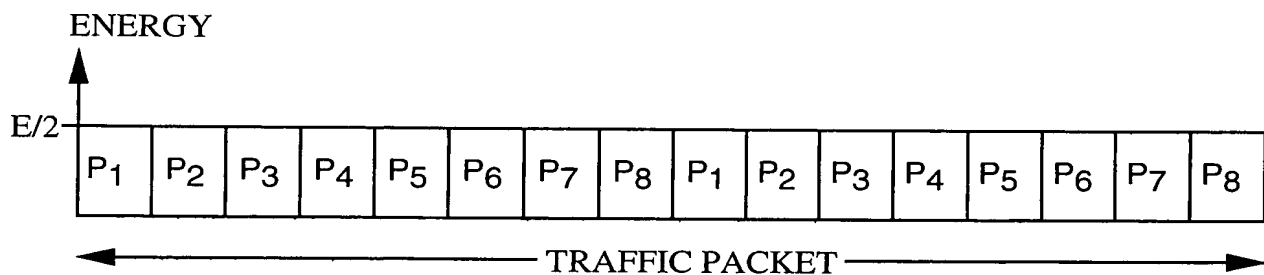 ENERGY
E/2
P1 P2 P3 P4 P5 P6 P7 P8 P1 P2 P3 P4 P5 P6 P7 P8
TRAFFIC PACKET